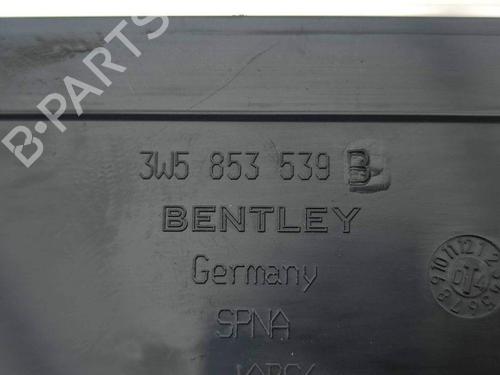 B-PARTS
3W5 853 539 B
BENTLEY
Germany
SPNA